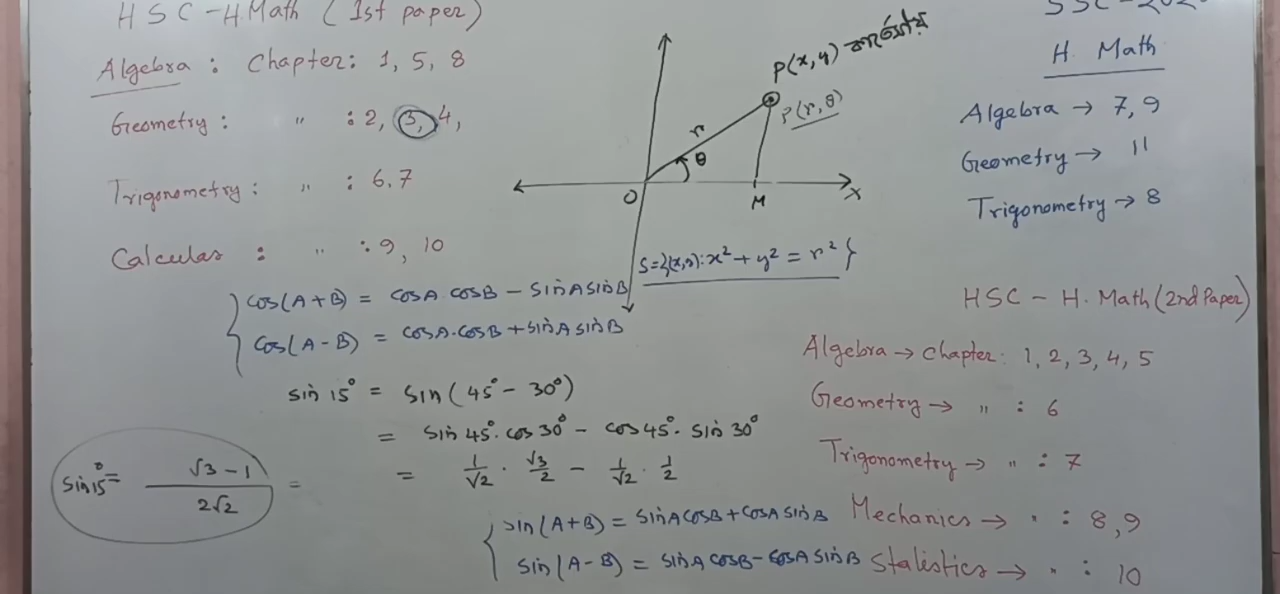 HSC - H.Math ( 1st paper)
Algebra : Chapter: 1, 5, 8
Geometry : " : 2, 3, 4,
Trigonometry : " : 6.7
Calculas : " : 9, 10
P(x, y)
P(r, θ)
r
θ
O
M
X
S={(x,y): x² + y² = r² }
cos(A+B) = cosA cosB - sinA sinB
cos(A-B) = cosA.cosB + sinA sinB
sin 15° = sin(45° - 30°)
= sin 45°. cos 30° - cos 45°. sin 30°
= 1/√2 . √3/2 - 1/√2 . 1/2
sin 15° = (√3 - 1)/(2√2) =
sin(A+B) = sinA cosB + cosA sinB
sin(A-B) = sinA cosB - cosA sinB
H. Math
Algebra → 7, 9
Geometry → 11
Trigonometry → 8
HSC - H. Math (2nd Paper)
Algebra → Chapter: 1, 2, 3, 4, 5
Geometry → " : 6
Trigonometry → " : 7
Mechanics → " : 8, 9
Statistics → " : 10